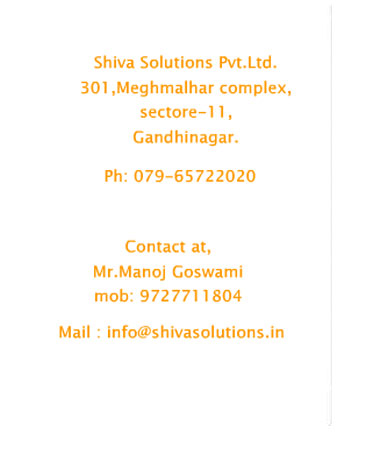 Shiva Solutions Pvt.Ltd.
301,Meghmalhar complex,
sectore-11,
Gandhinagar.
Ph: 079-65722020
Contact at,
Mr.Manoj Goswami
mob: 9727711804
Mail : info@shivasolutions.in